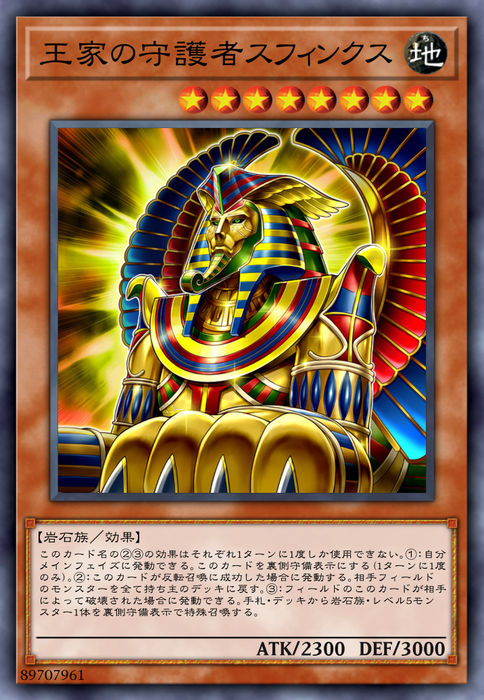 王家の守護者スフィンクス
ち
地
【岩石族／効果】
このカード名の②③の効果はそれぞれ1ターンに1度しか使用できない。①：自分
メインフェイズに発動できる。このカードを裏側守備表示にする(1ターンに1度
のみ)。②：このカードが反転召喚に成功した場合に発動する。相手フィールド
のモンスターを全て持ち主のデッキに戻す。③：フィールドのこのカードが相手
によって破壊された場合に発動できる。手札・デッキから岩石族・レベル5モン
スター1体を裏側守備表示で特殊召喚する。
ATK/2300 DEF/3000
89707961